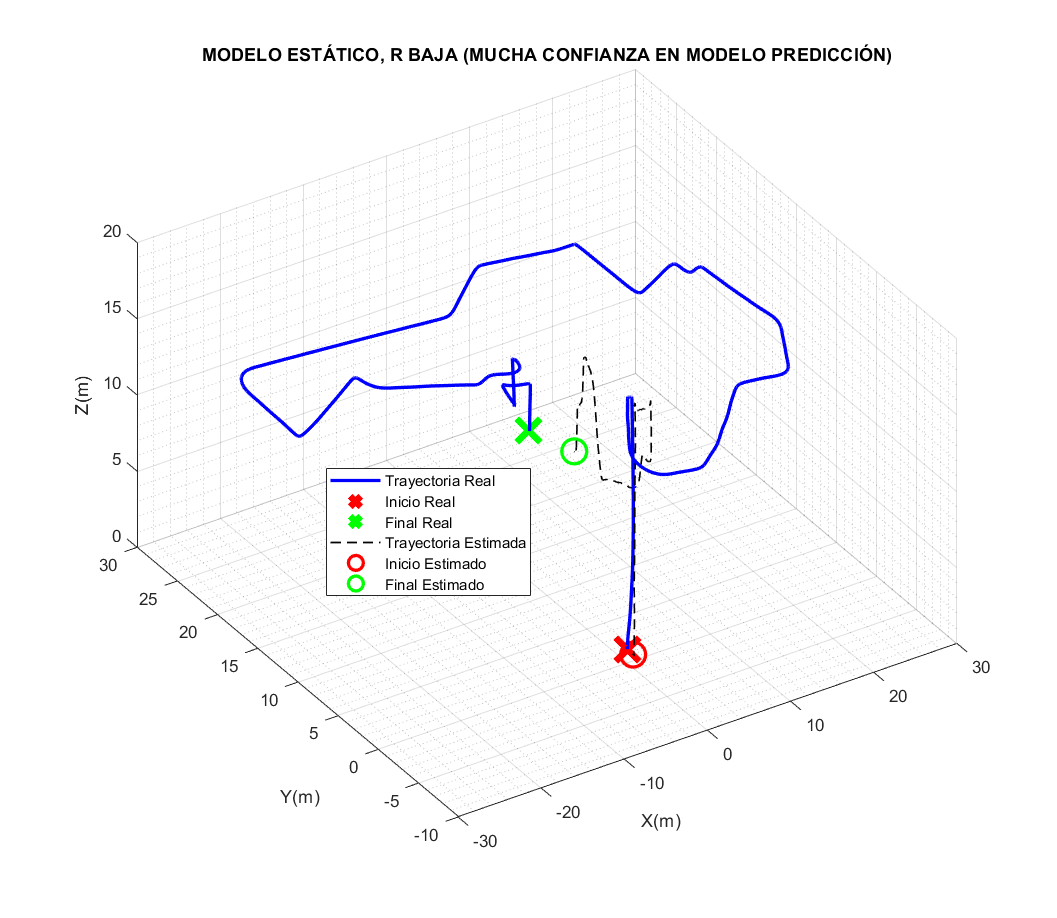 MODELO ESTÁTICO, R BAJA (MUCHA CONFIANZA EN MODELO PREDICCIÓN)
20
15
10
5
0
Z(m)
30
25
20
15
10
5
0
-5
-10
Y(m)
-30
-20
-10
0
10
20
30
X(m)
Trayectoria Real
Inicio Real
Final Real
Trayectoria Estimada
Inicio Estimado
Final Estimado